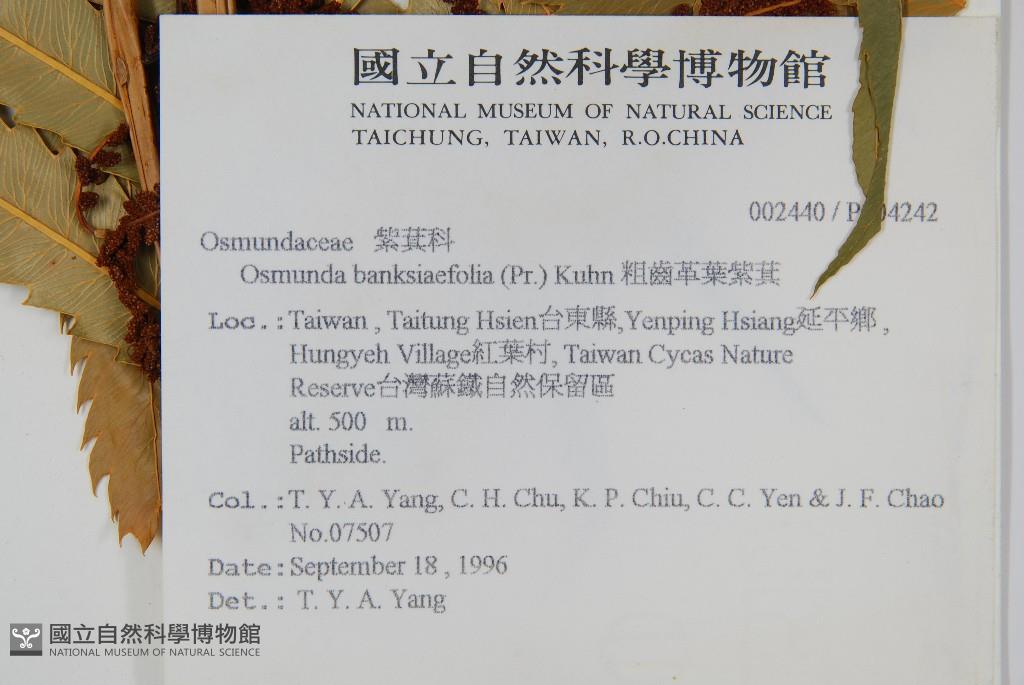 國立自然科學博物館
NATIONAL MUSEUM OF NATURAL SCIENCE
TAICHUNG, TAIWAN, R.O.CHINA
002440 / P 04242
Osmundaceae 紫萁科
Osmunda banksiaefolia (Pr.) Kuhn 粗齒革葉紫萁
Loc.:Taiwan , Taitung Hsien台東縣,Yenping Hsiang延平鄉 ,
Hungyeh Village紅葉村, Taiwan Cycas Nature
Reserve台灣蘇鐵自然保留區
alt. 500 m.
Pathside.
Col.:T. Y. A. Yang, C. H. Chu, K. P. Chiu, C. C. Yen & J. F. Chao
No.07507
Date:September 18 , 1996
Det.: T. Y. A. Yang
國立自然科學博物館
NATIONAL MUSEUM OF NATURAL SCIENCE